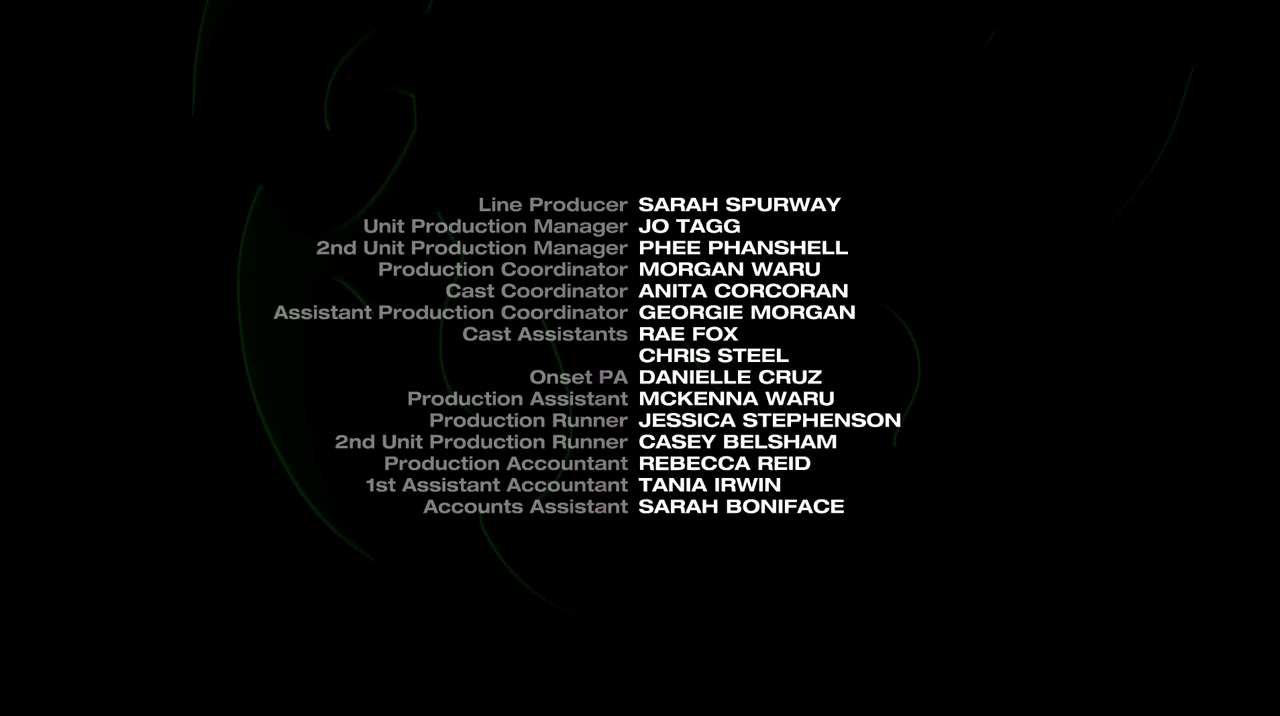 Line Producer SARAH SPURWAY
Unit Production Manager JO TAGG
2nd Unit Production Manager PHEE PHANSHELL
Production Coordinator MORGAN WARU
Cast Coordinator ANITA CORCORAN
Assistant Production Coordinator GEORGIE MORGAN
Cast Assistants RAE FOX
CHRIS STEEL
Onset PA DANIELLE CRUZ
Production Assistant MCKENNA WARU
Production Runner JESSICA STEPHENSON
2nd Unit Production Runner CASEY BELSHAM
Production Accountant REBECCA REID
1st Assistant Accountant TANIA IRWIN
Accounts Assistant SARAH BONIFACE